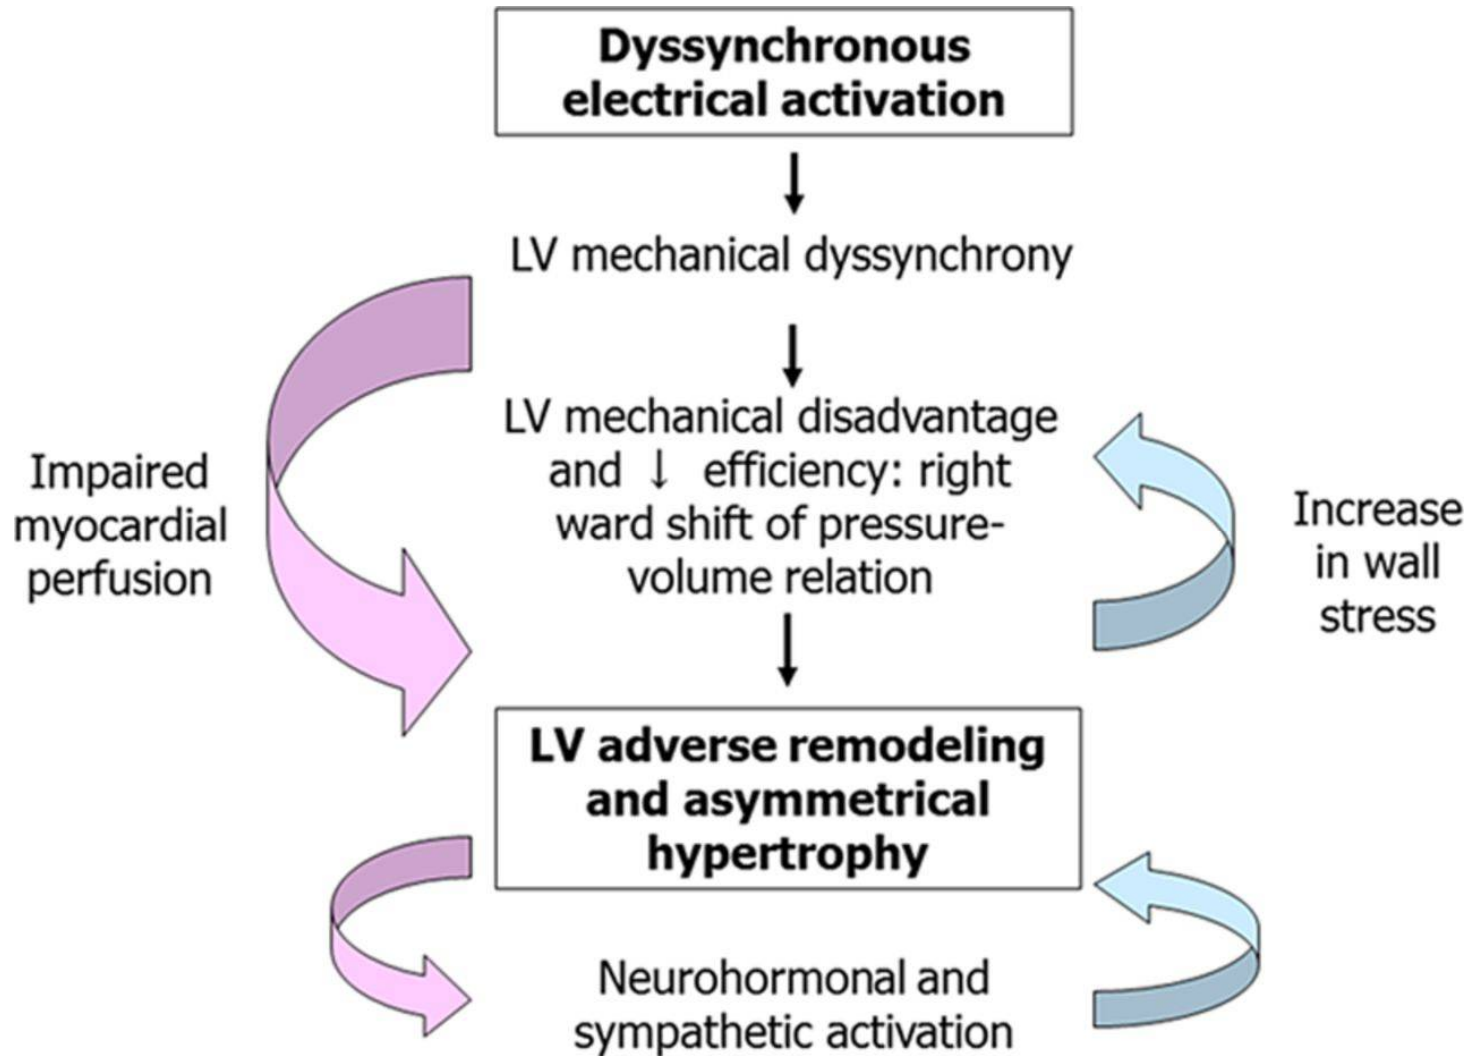 Dyssynchronous
electrical activation
LV mechanical dyssynchrony
LV mechanical disadvantage
and ↓ efficiency: right
ward shift of pressure-
volume relation
Impaired
myocardial
perfusion
Increase
in wall
stress
LV adverse remodeling
and asymmetrical
hypertrophy
Neurohormonal and
sympathetic activation